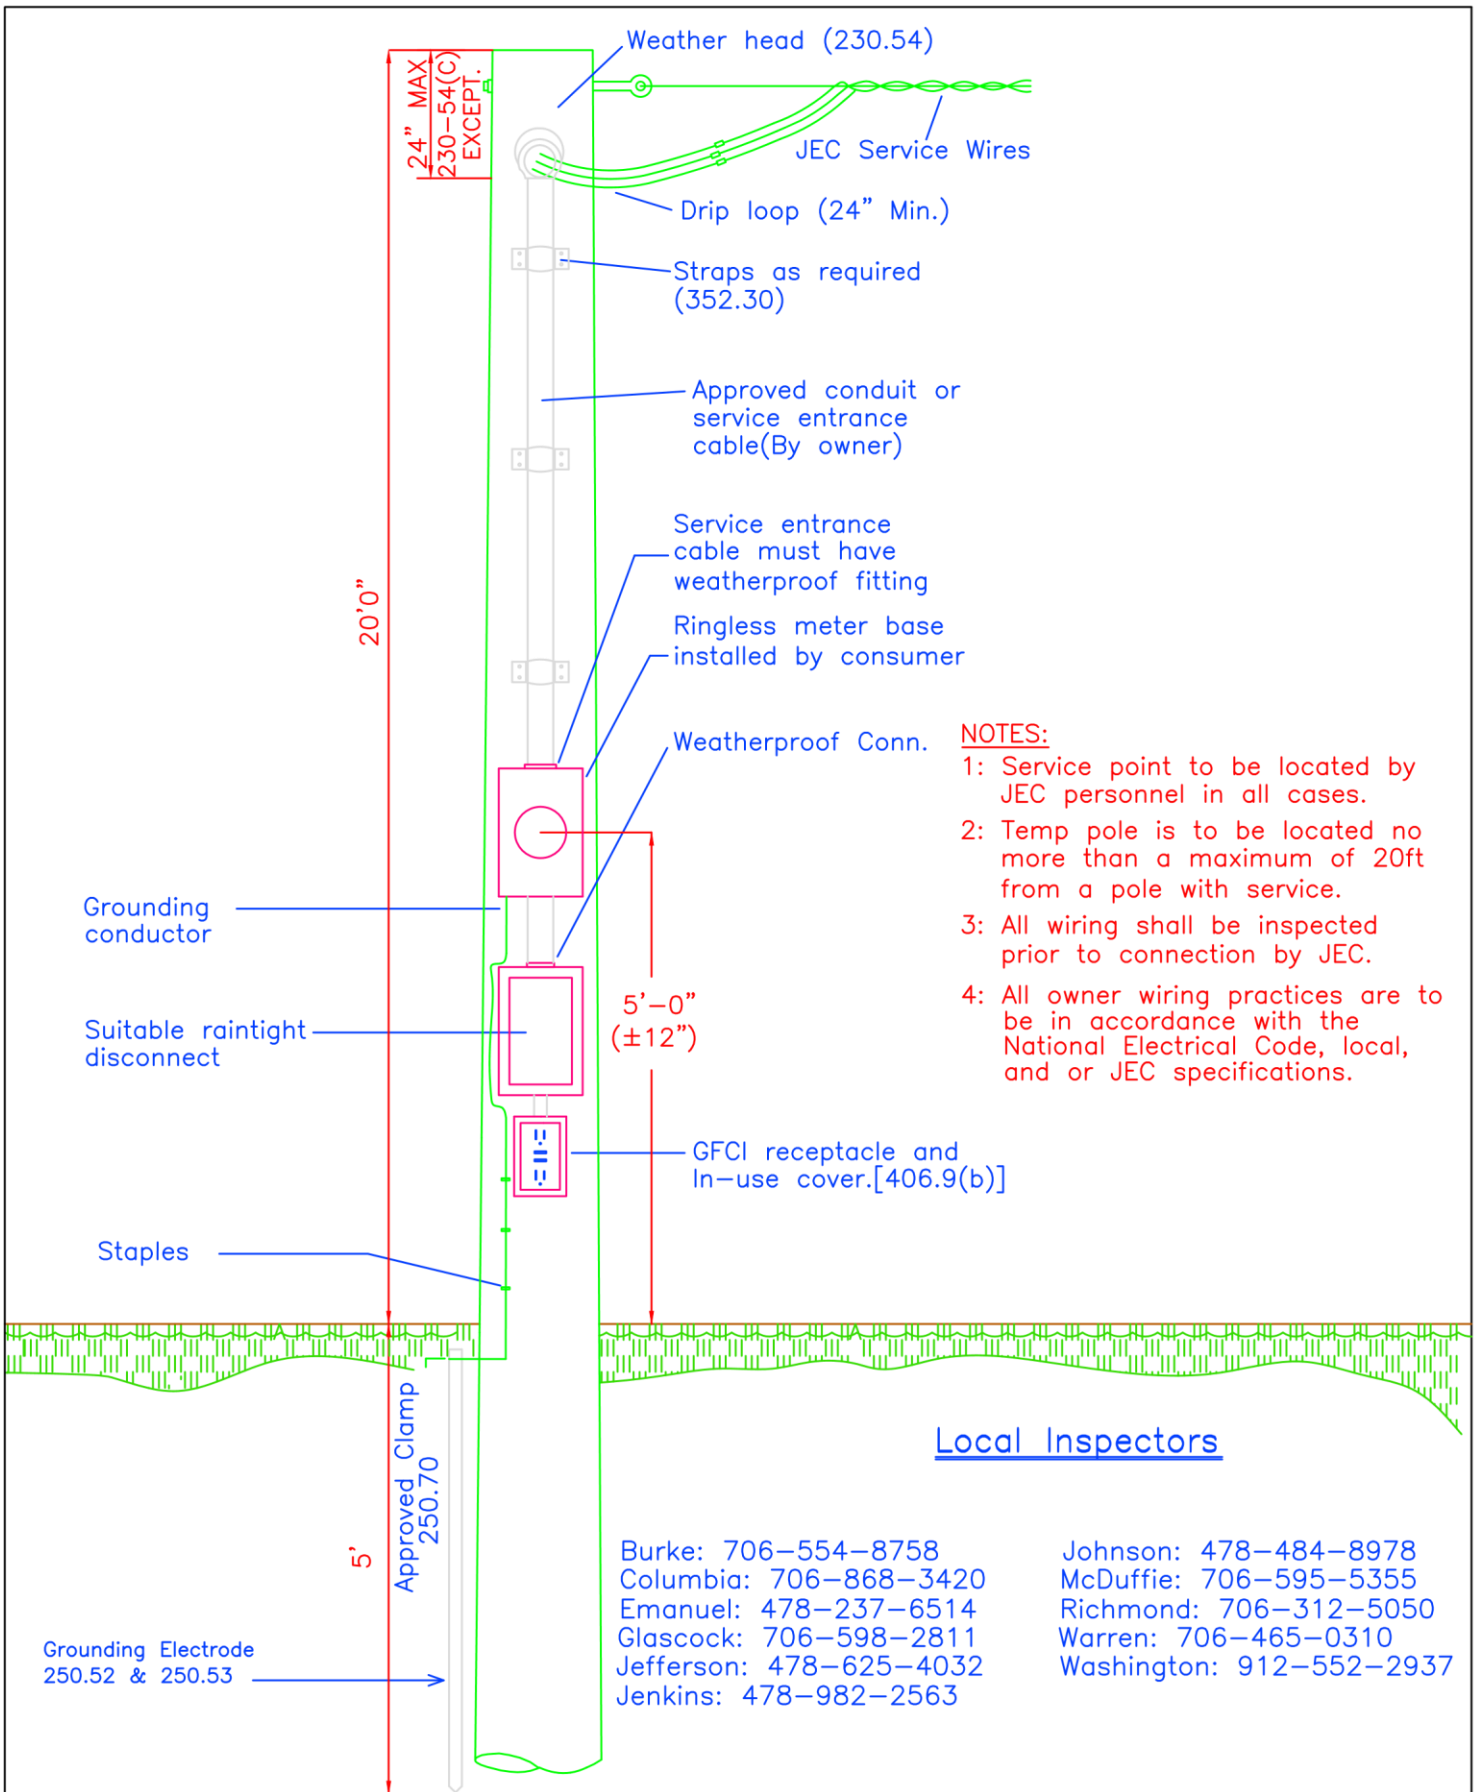 Weather head (230.54)
24" MAX
230-54(C)
EXCEPT.
JEC Service Wires
Drip loop (24" Min.)
Straps as required
(352.30)
Approved conduit or
service entrance
cable(By owner)
Service entrance
cable must have
weatherproof fitting
20'0"
Ringless meter base
installed by consumer
Weatherproof Conn.
NOTES:
1: Service point to be located by
JEC personnel in all cases.
2: Temp pole is to be located no
more than a maximum of 20ft
from a pole with service.
3: All wiring shall be inspected
prior to connection by JEC.
4: All owner wiring practices are to
be in accordance with the
National Electrical Code, local,
and or JEC specifications.
Grounding
conductor
5'-0"
(±12")
Suitable raintight
disconnect
GFCI receptacle and
In-use cover.[406.9(b)]
Staples
Approved Clamp
250.70
5'
Grounding Electrode
250.52 & 250.53
Local Inspectors
Burke: 706-554-8758
Columbia: 706-868-3420
Emanuel: 478-237-6514
Glascock: 706-598-2811
Jefferson: 478-625-4032
Jenkins: 478-982-2563
Johnson: 478-484-8978
McDuffie: 706-595-5355
Richmond: 706-312-5050
Warren: 706-465-0310
Washington: 912-552-2937